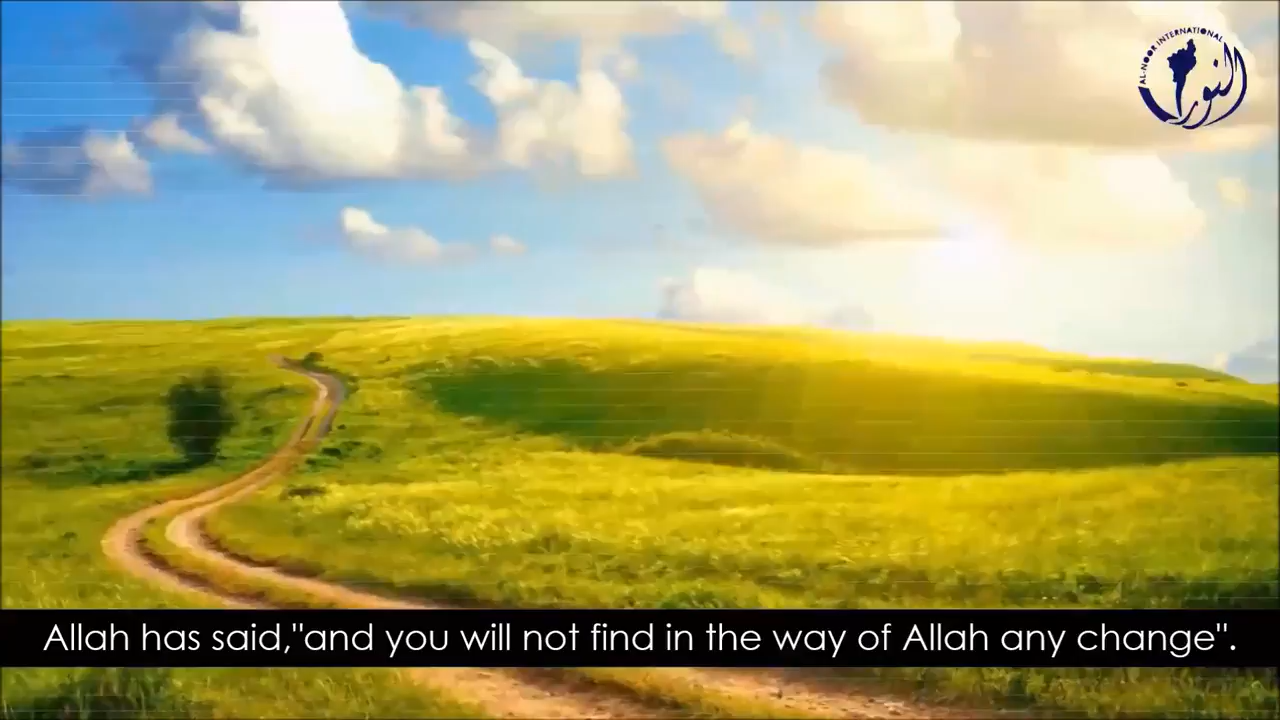 AL-NOOR INTERNATIONAL
النور
Allah has said,"and you will not find in the way of Allah any change".